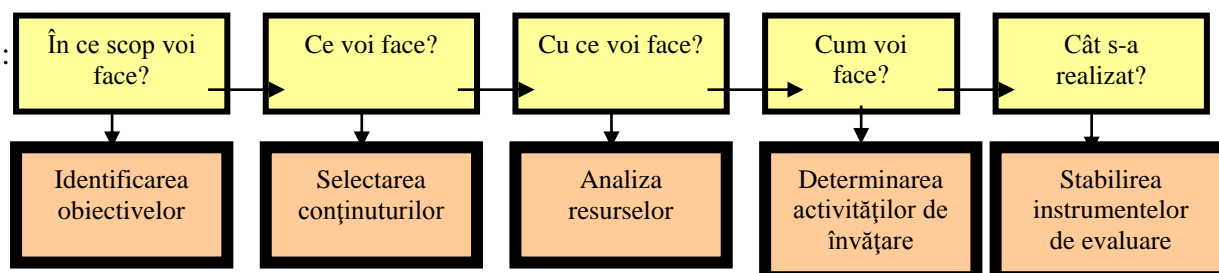 :
În ce scop voi
face?
Ce voi face?
Cu ce voi face?
Cum voi
face?
Cât s-a
realizat?
Identificarea
obiectivelor
Selectarea
conţinuturilor
Analiza
resurselor
Determinarea
activităţilor de
învăţare
Stabilirea
instrumentelor
de evaluare